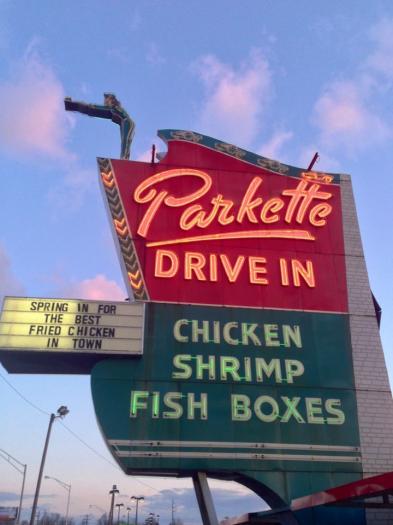 Parkette
DRIVE IN
SPRING IN FOR
THE BEST
FRIED CHICKEN
IN TOWN
CHICKEN
SHRIMP
FISH BOXES